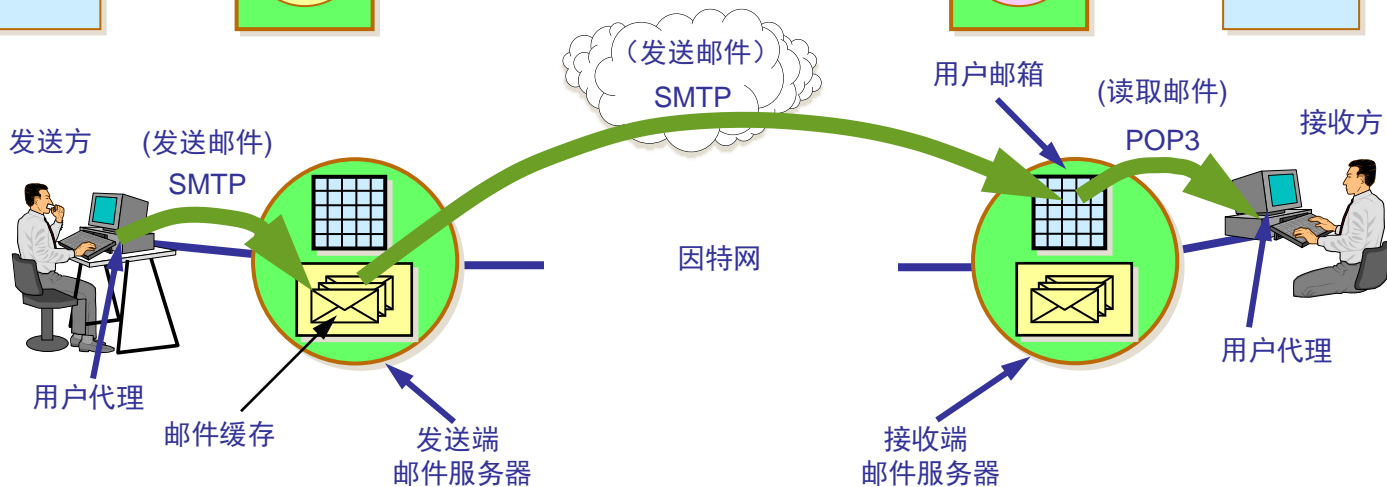 （发送邮件）
SMTP
用户邮箱
(读取邮件)
POP3
接收方
发送方
(发送邮件)
SMTP
因特网
用户代理
邮件缓存
发送端
邮件服务器
接收端
邮件服务器
用户代理